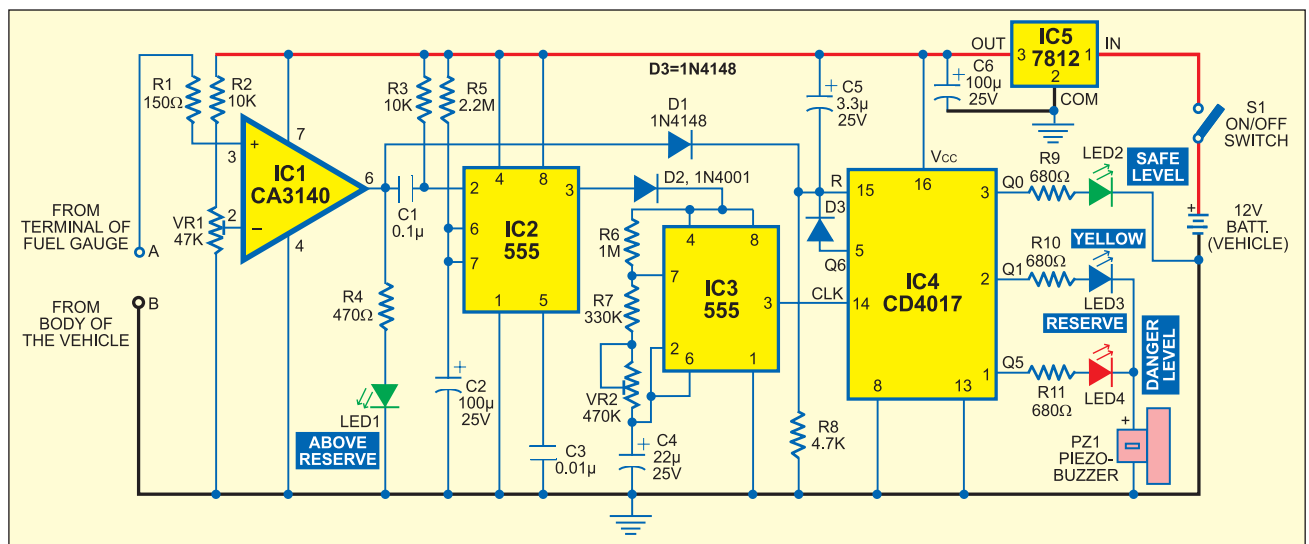 OUT
IC5
7812
IN
3
1
2
COM
D3=1N4148
C6
100µ
25V
S1
ON/OFF
SWITCH
R1
150Ω
R2
10K
R3
10K
R5
2.2M
D1
1N4148
C5
3.3µ
25V
7
3
+
IC1
CA3140
6
2
–
4
VR1
47K
C1
0.1µ
4
8
2
3
6
7
IC2
555
1
5
D2, 1N4001
R6
1M
R7
330K
VR2
470K
4
8
7
IC3
555
3
2
6
1
CLK
R
D3
Q6
Vcc
16
15
5
14
IC4
CD4017
3
2
1
8
13
Q0
Q1
Q5
R9
680Ω
LED2
SAFE
LEVEL
R10
680Ω
YELLOW
LED3
RESERVE
R11
680Ω
LED4
DANGER
LEVEL
12V
BATT.
(VEHICLE)
FROM
TERMINAL OF
FUEL GAUGE
A
FROM
BODY OF
THE VEHICLE
B
R4
470Ω
LED1
ABOVE
RESERVE
C2
100µ
25V
C3
0.01µ
C4
22µ
25V
R8
4.7K
PZ1
PIEZO-
BUZZER